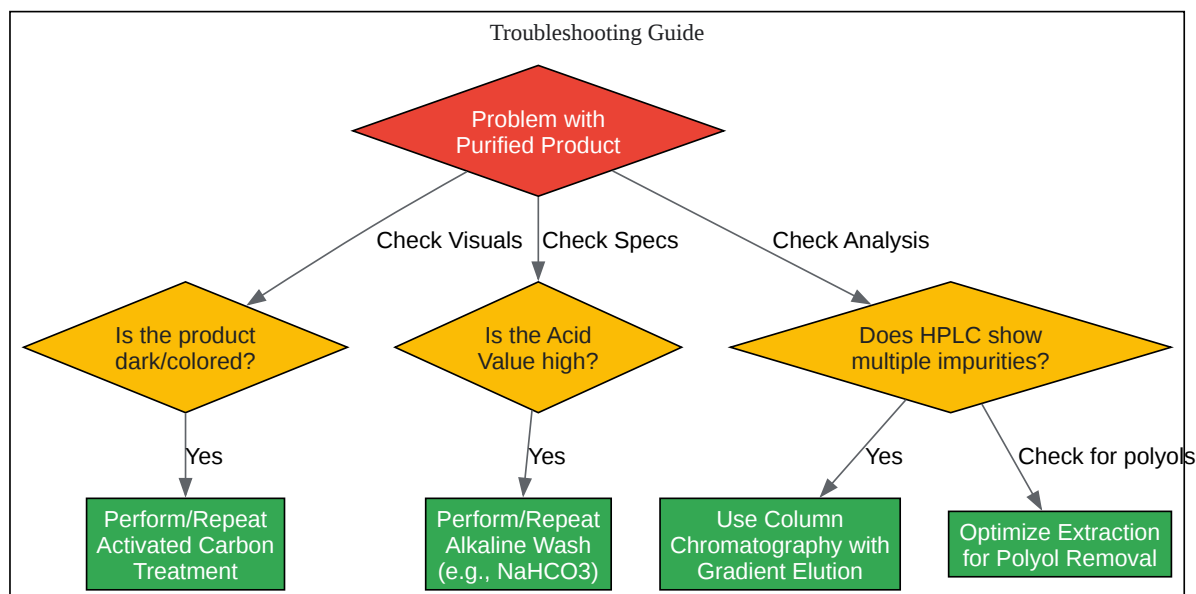 Troubleshooting Guide
Problem with
Purified Product
Check Visuals
Check Specs
Check Analysis
Is the product
dark/colored?
Is the Acid
Value high?
Does HPLC show
multiple impurities?
Yes
Yes
Yes
Check for polyols
Perform/Repeat
Activated Carbon
Treatment
Perform/Repeat
Alkaline Wash
(e.g., NaHCO3)
Use Column
Chromatography with
Gradient Elution
Optimize Extraction
for Polyol Removal